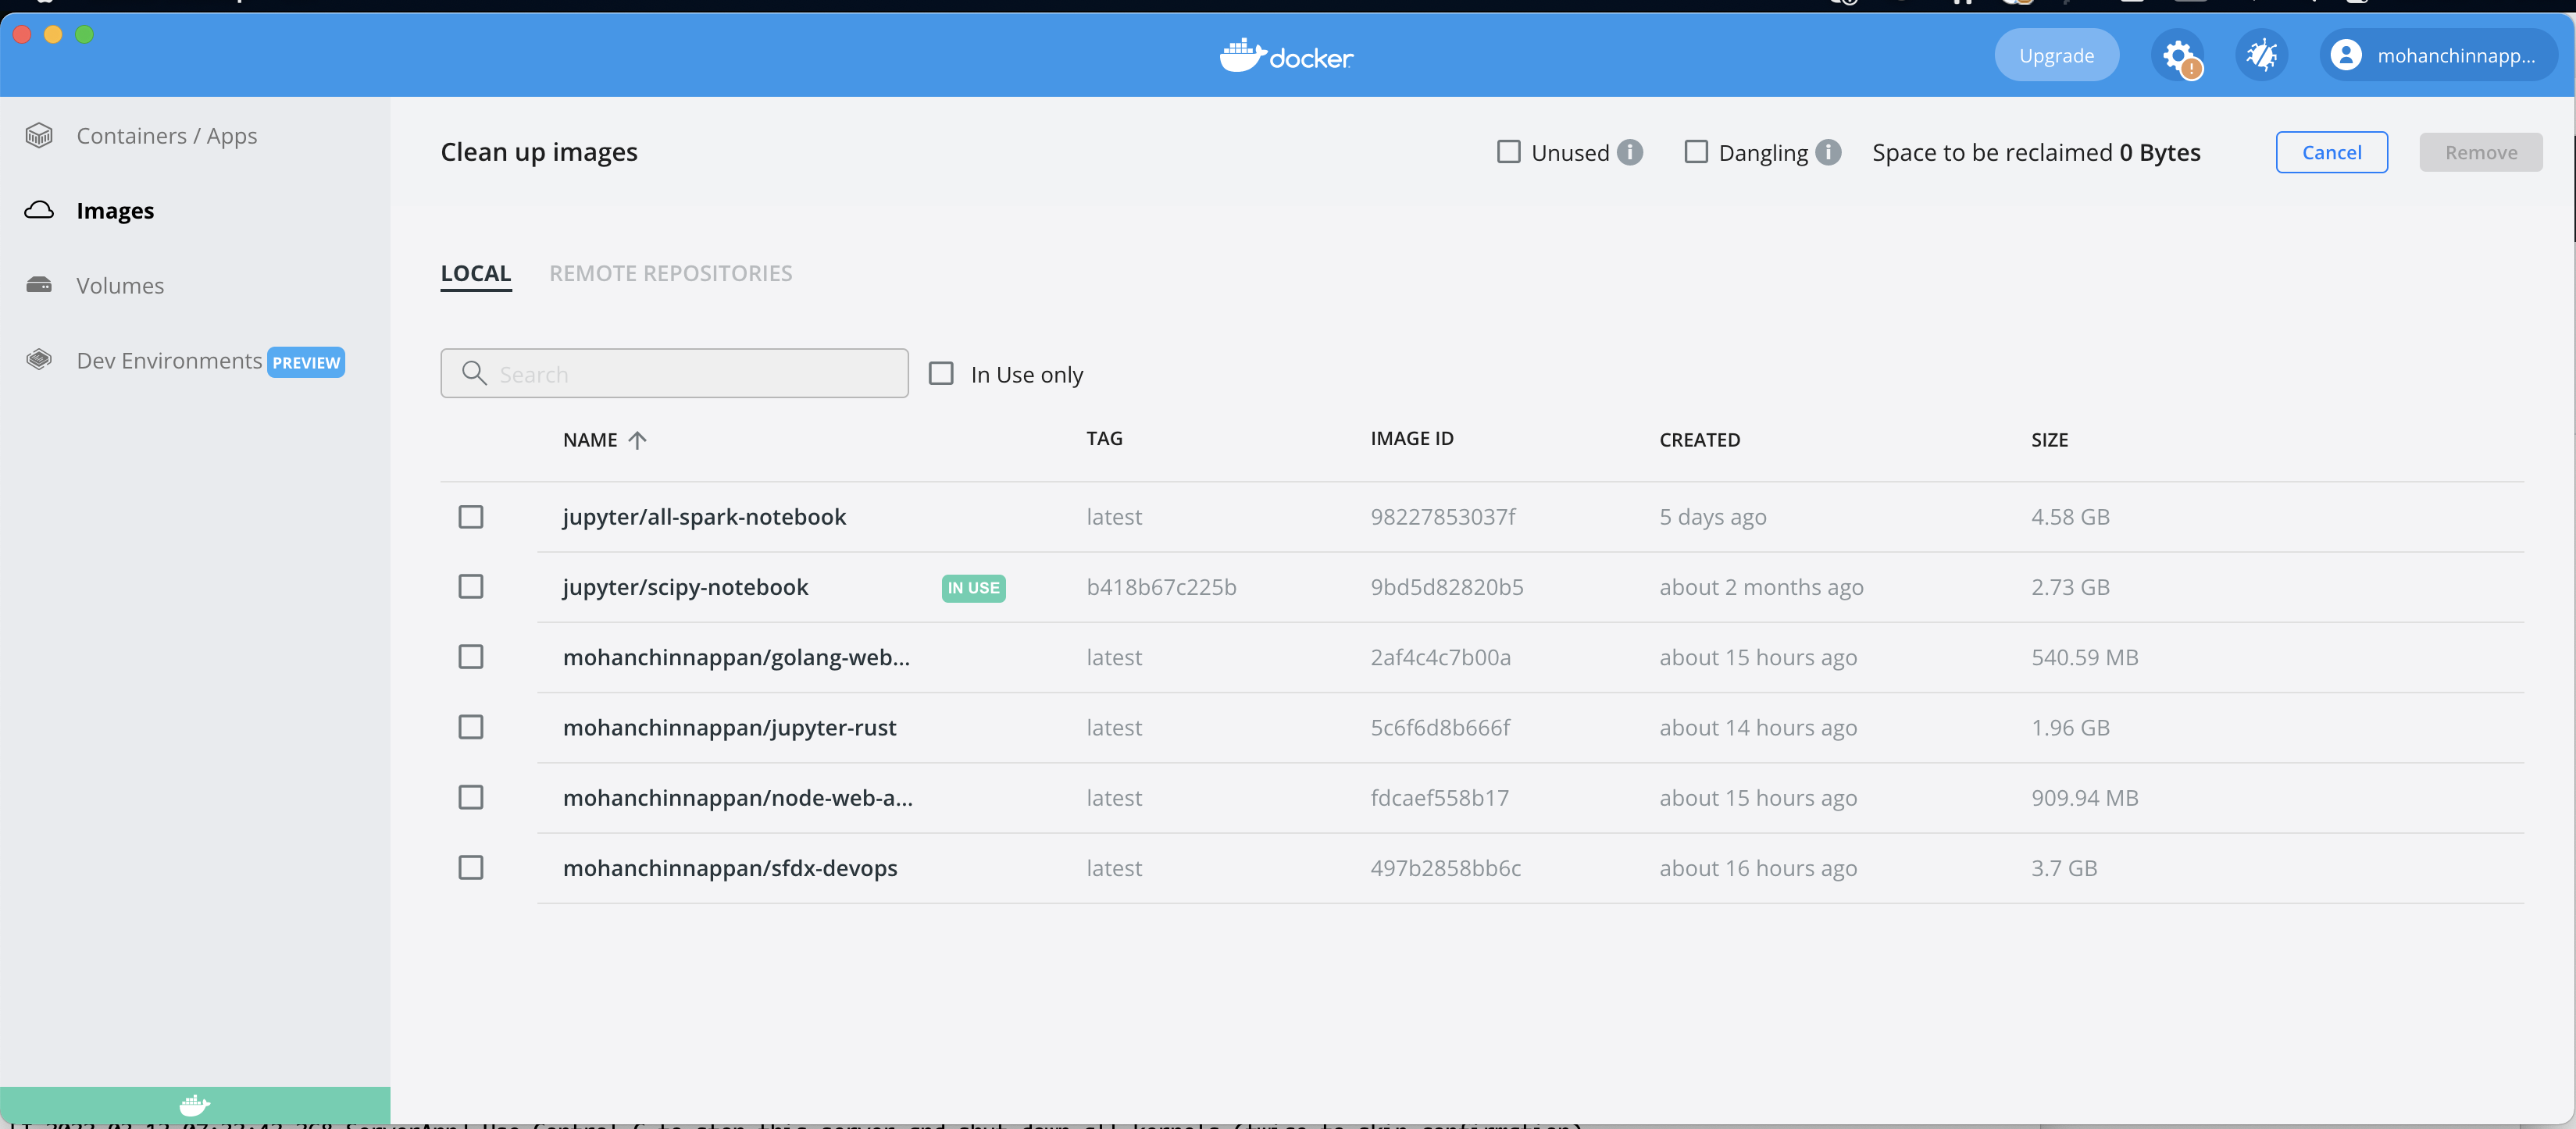 docker
Upgrade
mohanchinnapp...
Containers / Apps
Images
Volumes
Dev Environments PREVIEW
Clean up images
Unused
Dangling
Space to be reclaimed 0 Bytes
Cancel
Remove
LOCAL REMOTE REPOSITORIES
Search
In Use only
NAME TAG IMAGE ID CREATED SIZE
jupyter/all-spark-notebook latest 98227853037f 5 days ago 4.58 GB
jupyter/scipy-notebook IN USE b418b67c225b 9bd5d82820b5 about 2 months ago 2.73 GB
mohanchinnappan/golang-web... latest 2af4c4c7b00a about 15 hours ago 540.59 MB
mohanchinnappan/jupyter-rust latest 5c6f6d8b666f about 14 hours ago 1.96 GB
mohanchinnappan/node-web-a... latest fdcaef558b17 about 15 hours ago 909.94 MB
mohanchinnappan/sfdx-devops latest 497b2858bb6c about 16 hours ago 3.7 GB